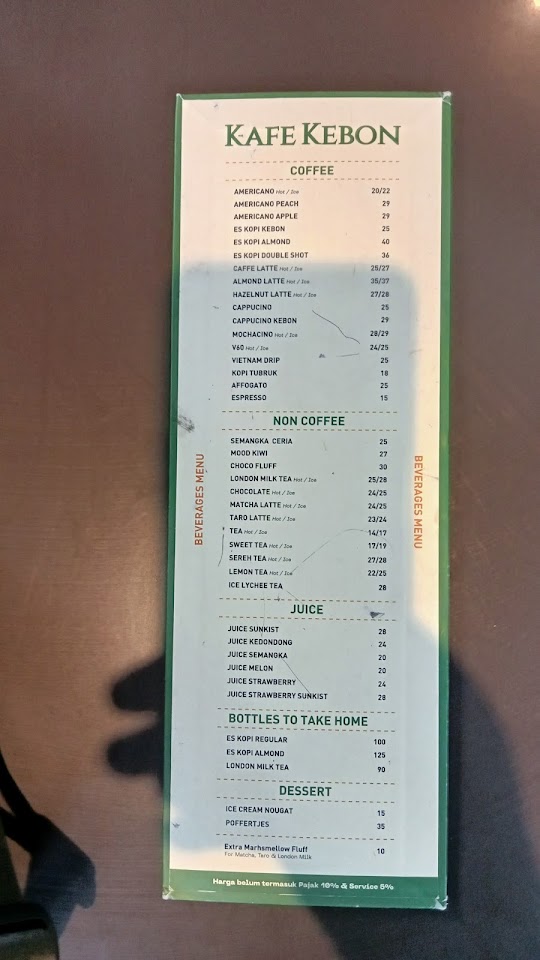 KAFE KEBON
COFFEE
AMERICANO Hot / Ice 20/22
AMERICANO PEACH 29
AMERICANO APPLE 29
ES KOPI KEBON 25
ES KOPI ALMOND 40
ES KOPI DOUBLE SHOT 36
CAFFE LATTE Hot / Ice 25/27
ALMOND LATTE Hot / Ice 35/37
HAZELNUT LATTE Hot / Ice 27/28
CAPPUCINO 25
CAPPUCINO KEBON 29
MOCHACINO Hot / Ice 28/29
V60 Hot / Ice 24/25
VIETNAM DRIP 25
KOPI TUBRUK 18
AFFOGATO 25
ESPRESSO 15
NON COFFEE
SEMANGKA CERIA 25
MOOD KIWI 27
CHOCO FLUFF 30
LONDON MILK TEA Hot / Ice 25/28
CHOCOLATE Hot / Ice 24/25
MATCHA LATTE Hot / Ice 24/25
TARO LATTE Hot / Ice 23/24
TEA Hot / Ice 14/17
SWEET TEA Hot / Ice 17/19
SEREH TEA Hot / Ice 27/28
LEMON TEA Hot / Ice 22/25
ICE LYCHEE TEA 28
BEVERAGES MENU
BEVERAGES MENU
JUICE
JUICE SUNKIST 28
JUICE KEDONDONG 24
JUICE SEMANGKA 20
JUICE MELON 20
JUICE STRAWBERRY 24
JUICE STRAWBERRY SUNKIST 28
BOTTLES TO TAKE HOME
ES KOPI REGULAR 100
ES KOPI ALMOND 125
LONDON MILK TEA 90
DESSERT
ICE CREAM NOUGAT 15
POFFERTJES 35
Extra Marhsmellow Fluff 10
For Matcha, Taro & London Milk
Harga belum termasuk Pajak 10% & Service 5%